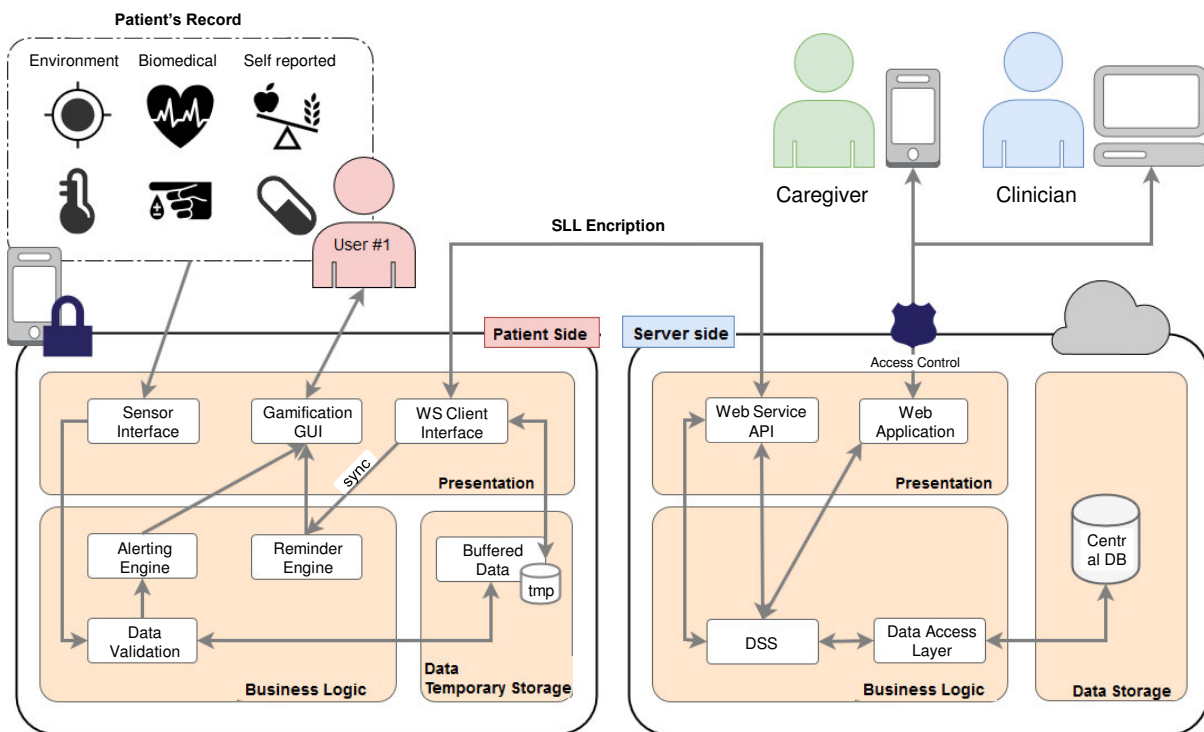 Patient's Record
Environment
Biomedical
Self reported
User #1
Caregiver
Clinician
SLL Encription
Patient Side
Server side
Access Control
Sensor
Interface
Gamification
GUI
WS Client
Interface
sync
Presentation
Web Service
API
Web
Application
Presentation
Alerting
Engine
Reminder
Engine
Buffered
Data
tmp
Centr
al DB
Data
Validation
Business Logic
Data
Temporary Storage
DSS
Data Access
Layer
Business Logic
Data Storage